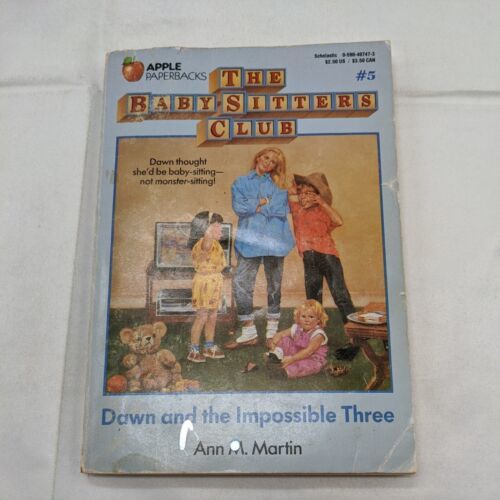 APPLE
PAPERBACKS
Scholastic 0-590-40747-3
$2.50 US / $3.50 CAN
#5
THE
BABY-SITTERS
CLUB
Dawn thought
she'd be baby-sitting—
not monster-sitting!
Dawn and the Impossible Three
Ann M. Martin